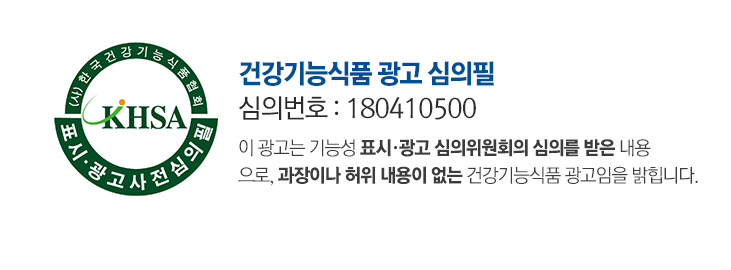 (사)한국건강기능식품협회
KHSA
표시·광고사전심의필
건강기능식품 광고 심의필
심의번호 : 180410500
이 광고는 기능성 표시·광고 심의위원회의 심의를 받은 내용
으로, 과장이나 허위 내용이 없는 건강기능식품 광고임을 밝힙니다.